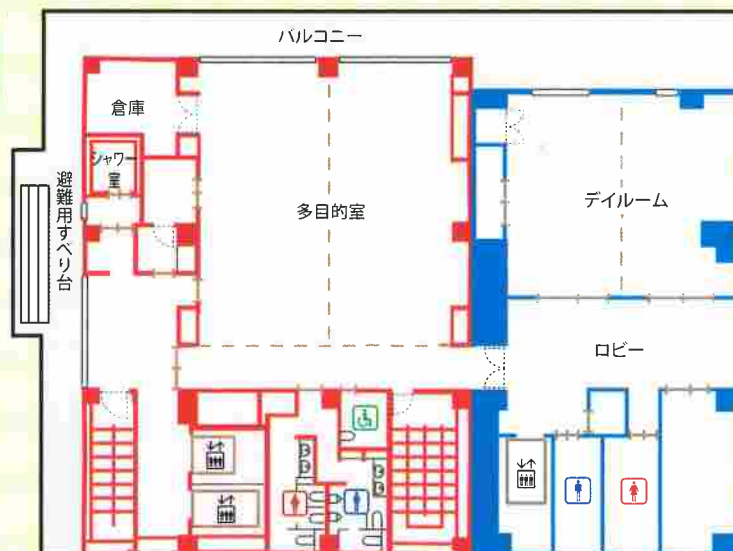 バルコニー
倉庫
シャワー
室
避難用すべり台
多目的室
デイルーム
ロビー